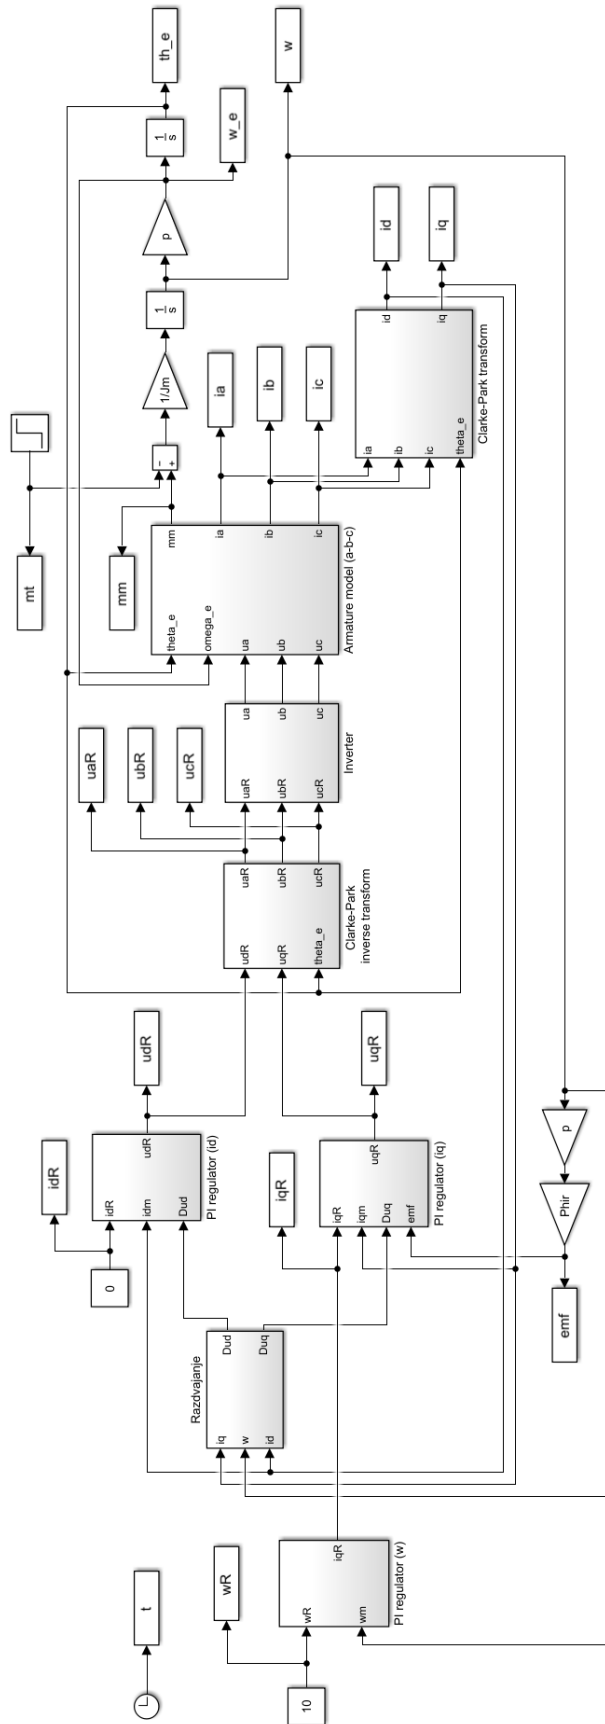 t
10
wR
wR
wm
iqR
PI regulator (w)
Razdvajanje
iq
w
id
Dud
Duq
0
idR
idR
idm
Dud
udR
PI regulator (id)
udR
iqR
iqR
iqm
Duq
emf
uqR
PI regulator (iq)
uqR
emf
Phir
p
udR
uqR
theta_e
uaR
ubR
ucR
Clarke-Park
inverse transform
uaR
ubR
ucR
uaR
ubR
ucR
ua
ub
uc
Inverter
theta_e
omega_e
ua
ub
uc
mm
ia
ib
ic
Armature model (a-b-c)
mt
mm
ia
ib
ic
−
+
1/Jm
1
s
p
1
s
th_e
w_e
w
ia
ib
ic
theta_e
id
iq
Clarke-Park transform
id
iq